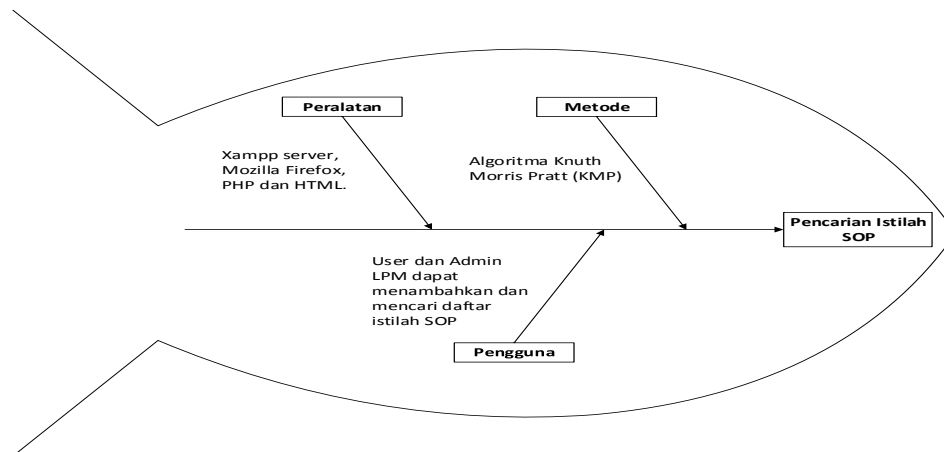 Peralatan
Metode
Xampp server,
Mozilla Firefox,
PHP dan HTML.
Algoritma Knuth
Morris Pratt (KMP)
Pencarian Istilah
SOP
User dan Admin
LPM dapat
menambahkan dan
mencari daftar
istilah SOP
Pengguna